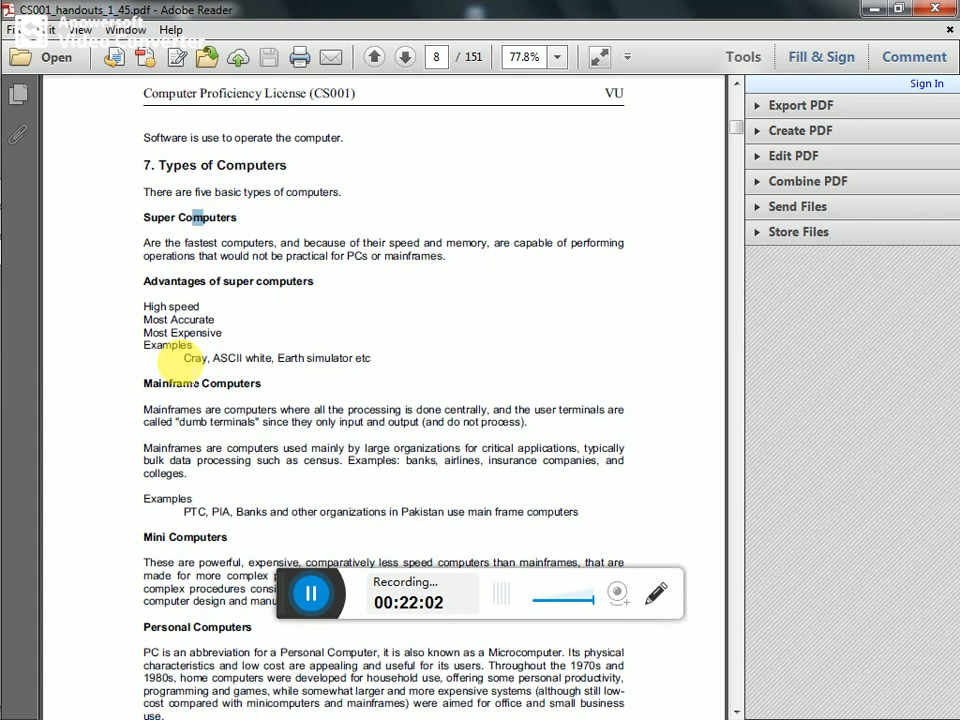 CS001_handouts_1_45.pdf - Adobe Reader
Apowersoft
Video Converter
View Window Help
Open 8 / 151 77.8% Tools Fill & Sign Comment
Sign In
Export PDF
Create PDF
Edit PDF
Combine PDF
Send Files
Store Files
Computer Proficiency License (CS001) VU
Software is use to operate the computer.
7. Types of Computers
There are five basic types of computers.
Super Computers
Are the fastest computers, and because of their speed and memory, are capable of performing
operations that would not be practical for PCs or mainframes.
Advantages of super computers
High speed
Most Accurate
Most Expensive
Examples
Cray, ASCII white, Earth simulator etc
Mainframe Computers
Mainframes are computers where all the processing is done centrally, and the user terminals are
called "dumb terminals" since they only input and output (and do not process).
Mainframes are computers used mainly by large organizations for critical applications, typically
bulk data processing such as census. Examples: banks, airlines, insurance companies, and
colleges.
Examples
PTC, PIA, Banks and other organizations in Pakistan use main frame computers
Mini Computers
These are powerful, expensive, comparatively less speed computers than mainframes, that are
made for more complex
complex procedures
computer design and
Recording...
00:22:02
Personal Computers
PC is an abbreviation for a Personal Computer, it is also known as a Microcomputer. Its physical
characteristics and low cost are appealing and useful for its users. Throughout the 1970s and
1980s, home computers were developed for household use, offering some personal productivity,
programming and games, while somewhat larger and more expensive systems (although still low-
cost compared with minicomputers and mainframes) were aimed for office and small business
use.